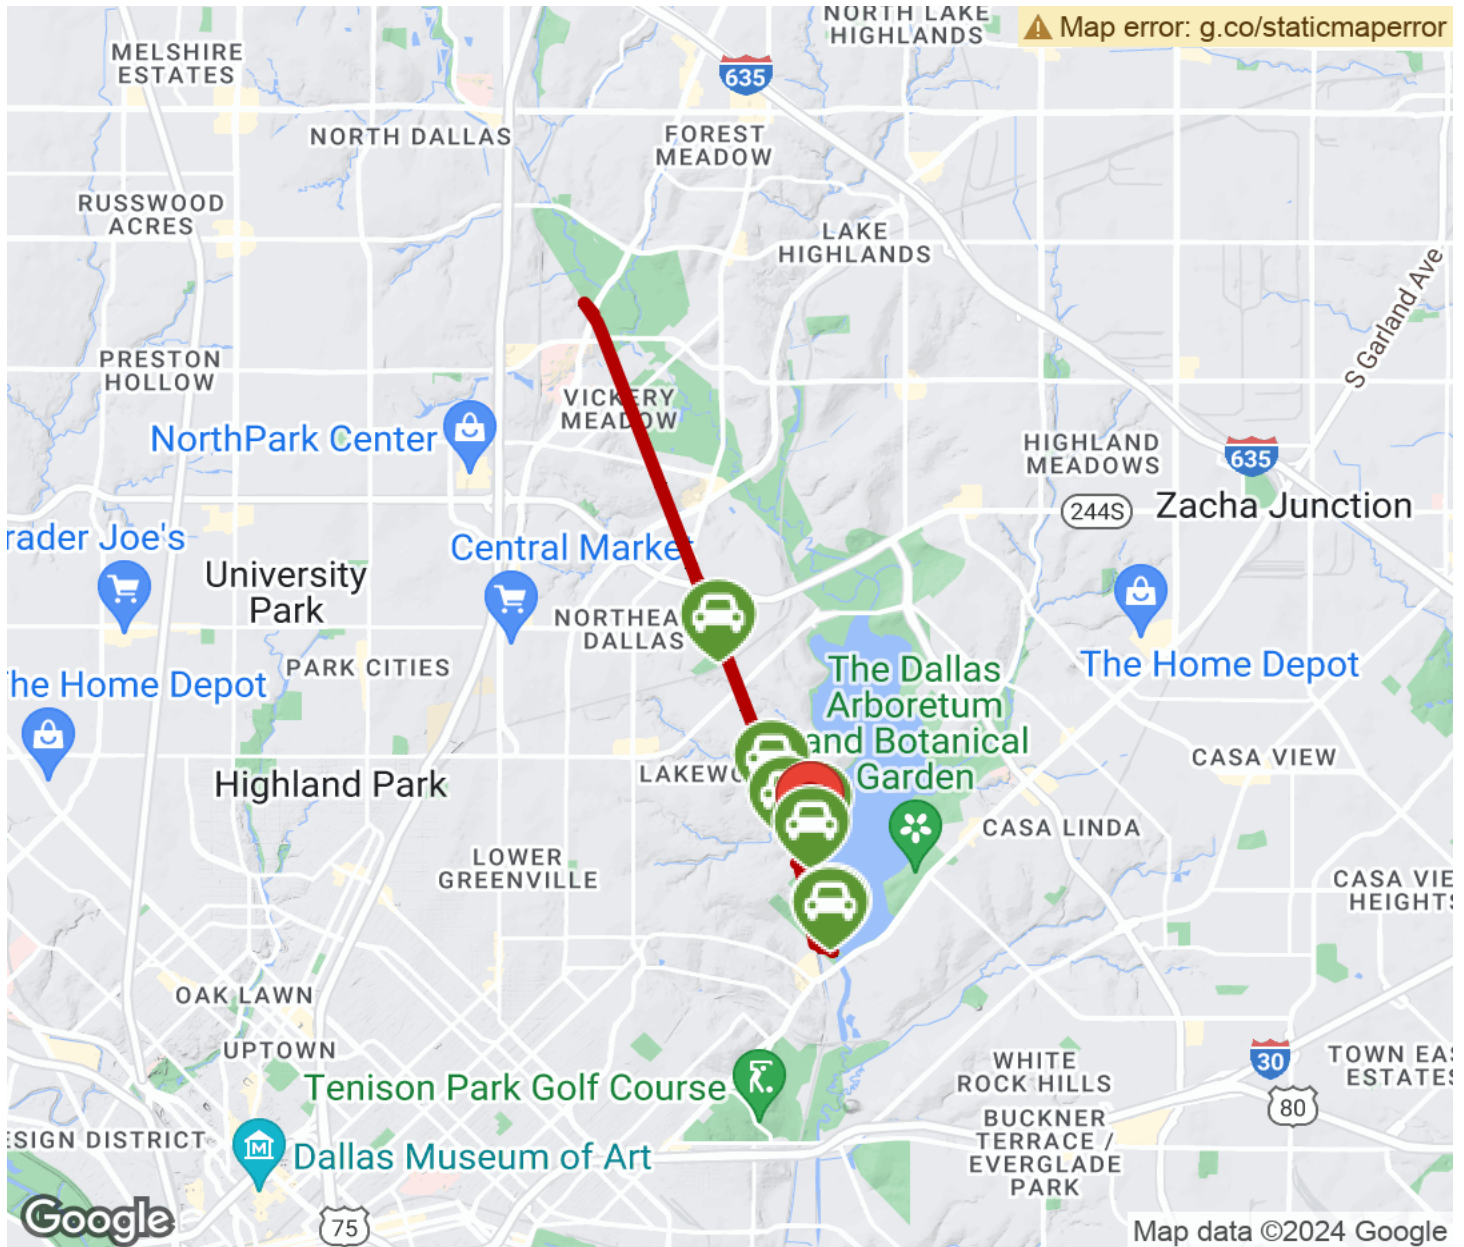 NORTH LAKE
HIGHLANDS
Map error: g.co/staticmaperror
MELSHIRE
ESTATES
635
NORTH DALLAS
FOREST
MEADOW
RUSSWOOD
ACRES
LAKE
HIGHLANDS
S Garland Ave
PRESTON
HOLLOW
VICKERY
MEADOW
NorthPark Center
HIGHLAND
MEADOWS
635
244S
Zacha Junction
rader Joe's
Central Market
University
Park
NORTHEA
DALLAS
PARK CITIES
The Dallas
Arboretum
and Botanical
Garden
The Home Depot
he Home Depot
CASA VIEW
LAKEWO
Highland Park
CASA LINDA
LOWER
GREENVILLE
CASA VIE
HEIGHTS
OAK LAWN
UPTOWN
WHITE
ROCK HILLS
30
TOWN EAS
ESTATES
Tenison Park Golf Course
80
BUCKNER
TERRACE /
EVERGLADE
PARK
ESIGN DISTRICT
M
Dallas Museum of Art
Google
75
Map data ©2024 Google